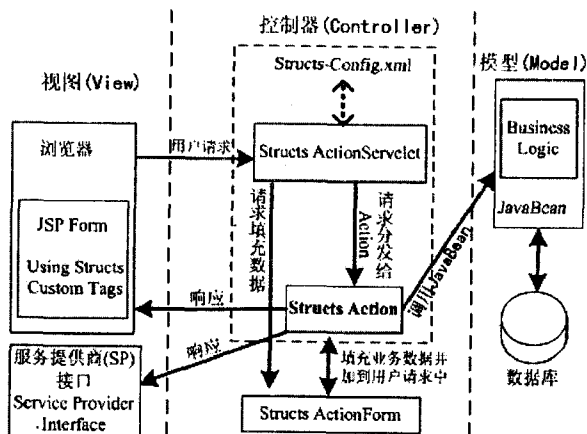 控制器(Controller)
视图(View)
模型(Model)
Structs-Config.xml
浏览器
用户请求
Structs ActionServelet
Business
Logic
JavaBean
JSP Form
Using Structs
Custom Tags
请求填充数据
请求分发给
Action
调用JavaBean
响应
Structs Action
响应
服务提供商(SP)
接口
Service Provider
Interface
填充业务数据并
加到用户请求中
Structs ActionForm
数据库